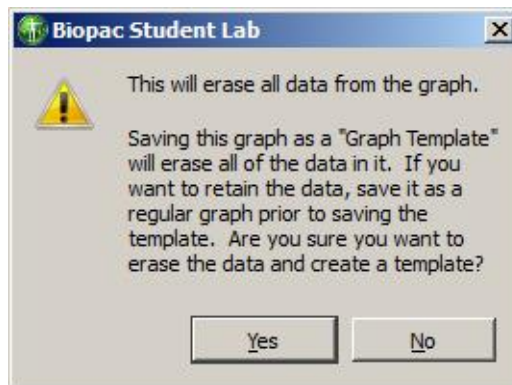 Biopac Student Lab
This will erase all data from the graph.
Saving this graph as a "Graph Template"
will erase all of the data in it.  If you
want to retain the data, save it as a
regular graph prior to saving the
template.  Are you sure you want to
erase the data and create a template?
Yes
No